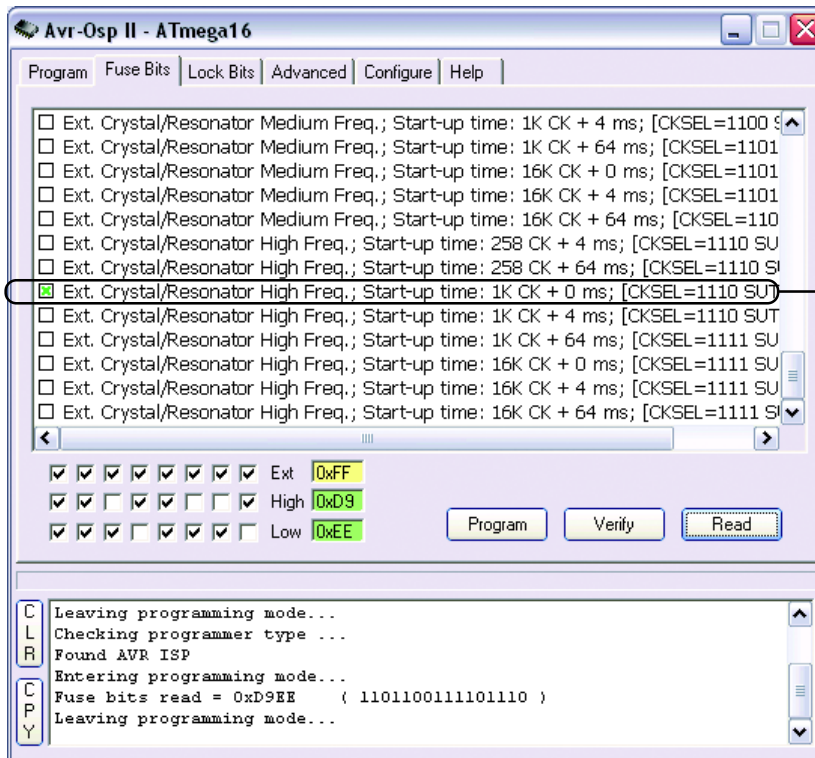 Avr-Osp II - ATmega16
Program Fuse Bits Lock Bits Advanced Configure Help
Ext. Crystal/Resonator Medium Freq.; Start-up time: 1K CK + 4 ms; [CKSEL=1100
Ext. Crystal/Resonator Medium Freq.; Start-up time: 1K CK + 64 ms; [CKSEL=1101
Ext. Crystal/Resonator Medium Freq.; Start-up time: 16K CK + 0 ms; [CKSEL=1101
Ext. Crystal/Resonator Medium Freq.; Start-up time: 16K CK + 4 ms; [CKSEL=1101
Ext. Crystal/Resonator Medium Freq.; Start-up time: 16K CK + 64 ms; [CKSEL=110
Ext. Crystal/Resonator High Freq.; Start-up time: 258 CK + 4 ms; [CKSEL=1110 SU
Ext. Crystal/Resonator High Freq.; Start-up time: 258 CK + 64 ms; [CKSEL=1110 S
Ext. Crystal/Resonator High Freq.; Start-up time: 1K CK + 0 ms; [CKSEL=1110 SUT
Ext. Crystal/Resonator High Freq.; Start-up time: 1K CK + 4 ms; [CKSEL=1110 SUT
Ext. Crystal/Resonator High Freq.; Start-up time: 1K CK + 64 ms; [CKSEL=1111 SU
Ext. Crystal/Resonator High Freq.; Start-up time: 16K CK + 0 ms; [CKSEL=1111 SU
Ext. Crystal/Resonator High Freq.; Start-up time: 16K CK + 4 ms; [CKSEL=1111 SU
Ext. Crystal/Resonator High Freq.; Start-up time: 16K CK + 64 ms; [CKSEL=1111 S
Ext 0xFF
High 0xD9
Low 0xEE
Program Verify Read
CLR
CPY
Leaving programming mode...
Checking programmer type ...
Found AVR ISP
Entering programming mode...
Fuse bits read = 0xD9EE ( 1101100111101110 )
Leaving programming mode...